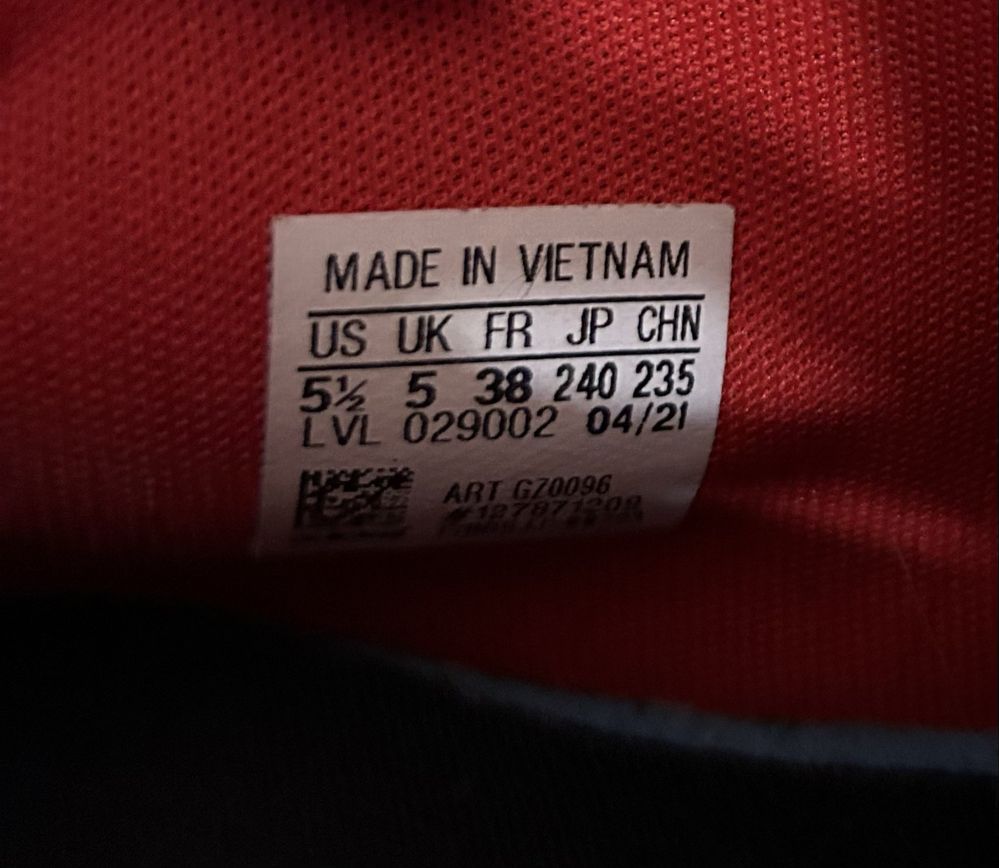 MADE IN VIETNAM
US UK FR JP CHN
5½ 5 38 240 235
LVL 029002 04/21
ART GZ0096